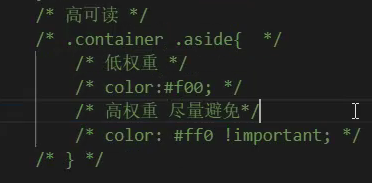 /* 高可读 */
/* .container .aside{  */
/* 低权重 */
/* color:#f00; */
/* 高权重 尽量避免*/
/* color: #ff0 !important; */
/* } */